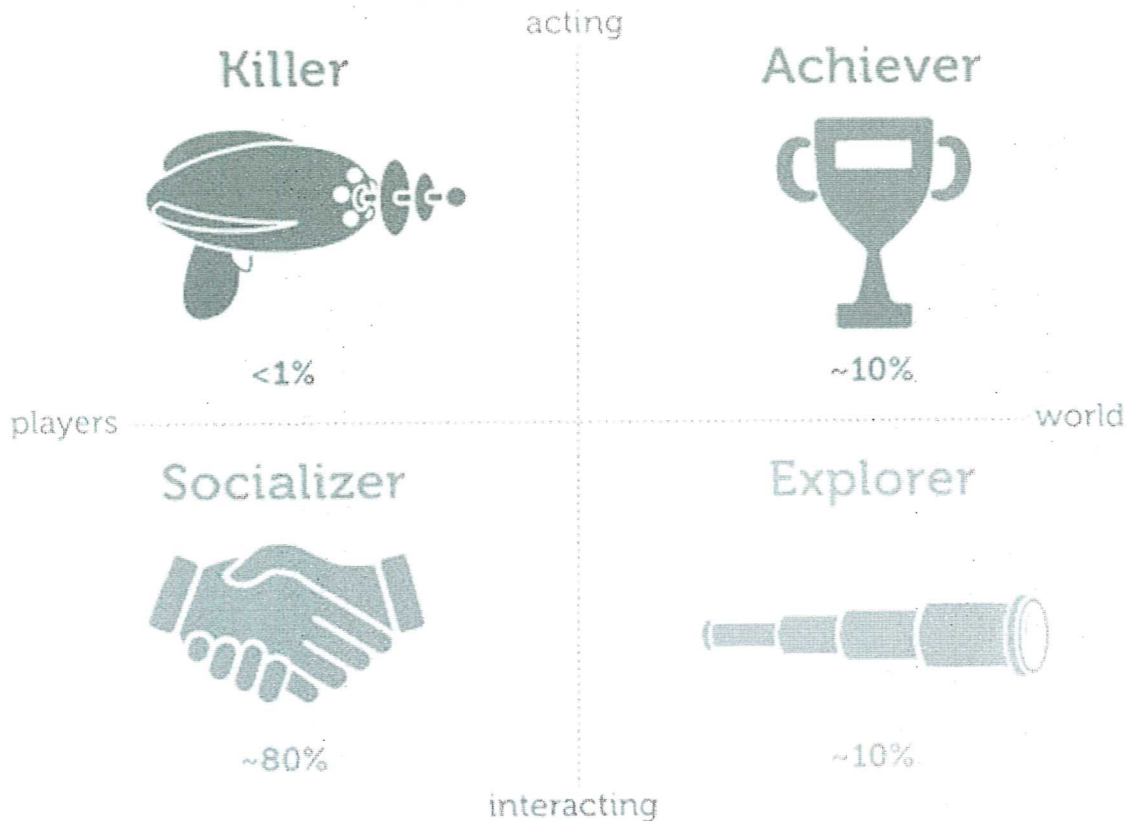 acting
Killer
Achiever
<1%
~10%
players
world
Socializer
Explorer
~80%
~10%
interacting